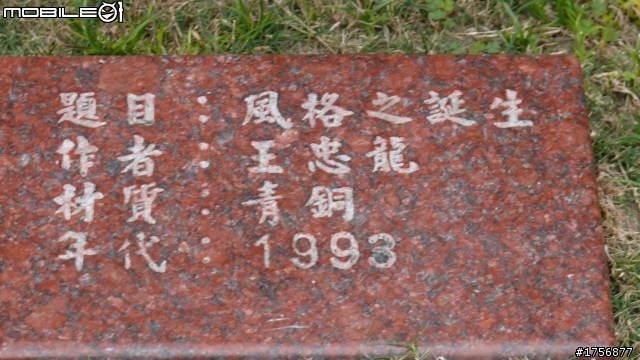 MOBILE01
題目：風格之誕生
作者：王忠龍
材質：青銅
年代：1993
#1756877